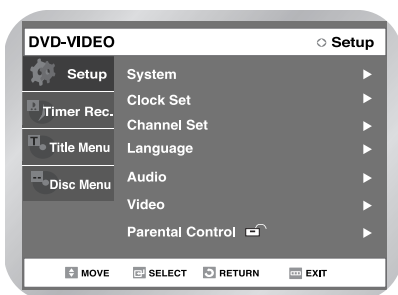 DVD-VIDEO
Setup
Setup
Timer Rec.
Title Menu
Disc Menu
System
Clock Set
Channel Set
Language
Audio
Video
Parental Control
MOVE SELECT RETURN EXIT